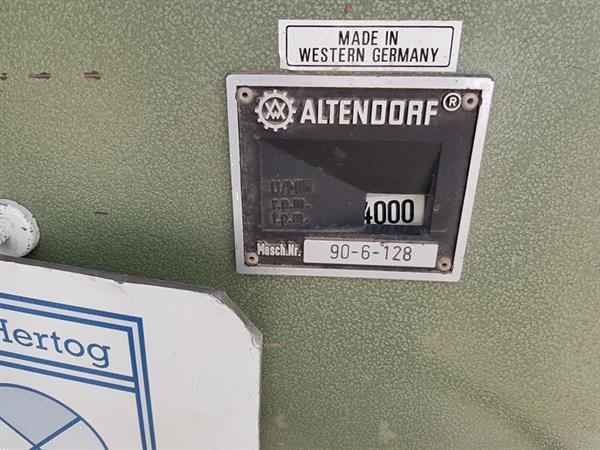 MADE IN
WESTERN GERMANY
ALTENDORF ®
U/MIN
r.p.m.
t.p.m.
4000
Masch.Nr. 90-6-128
Hertog